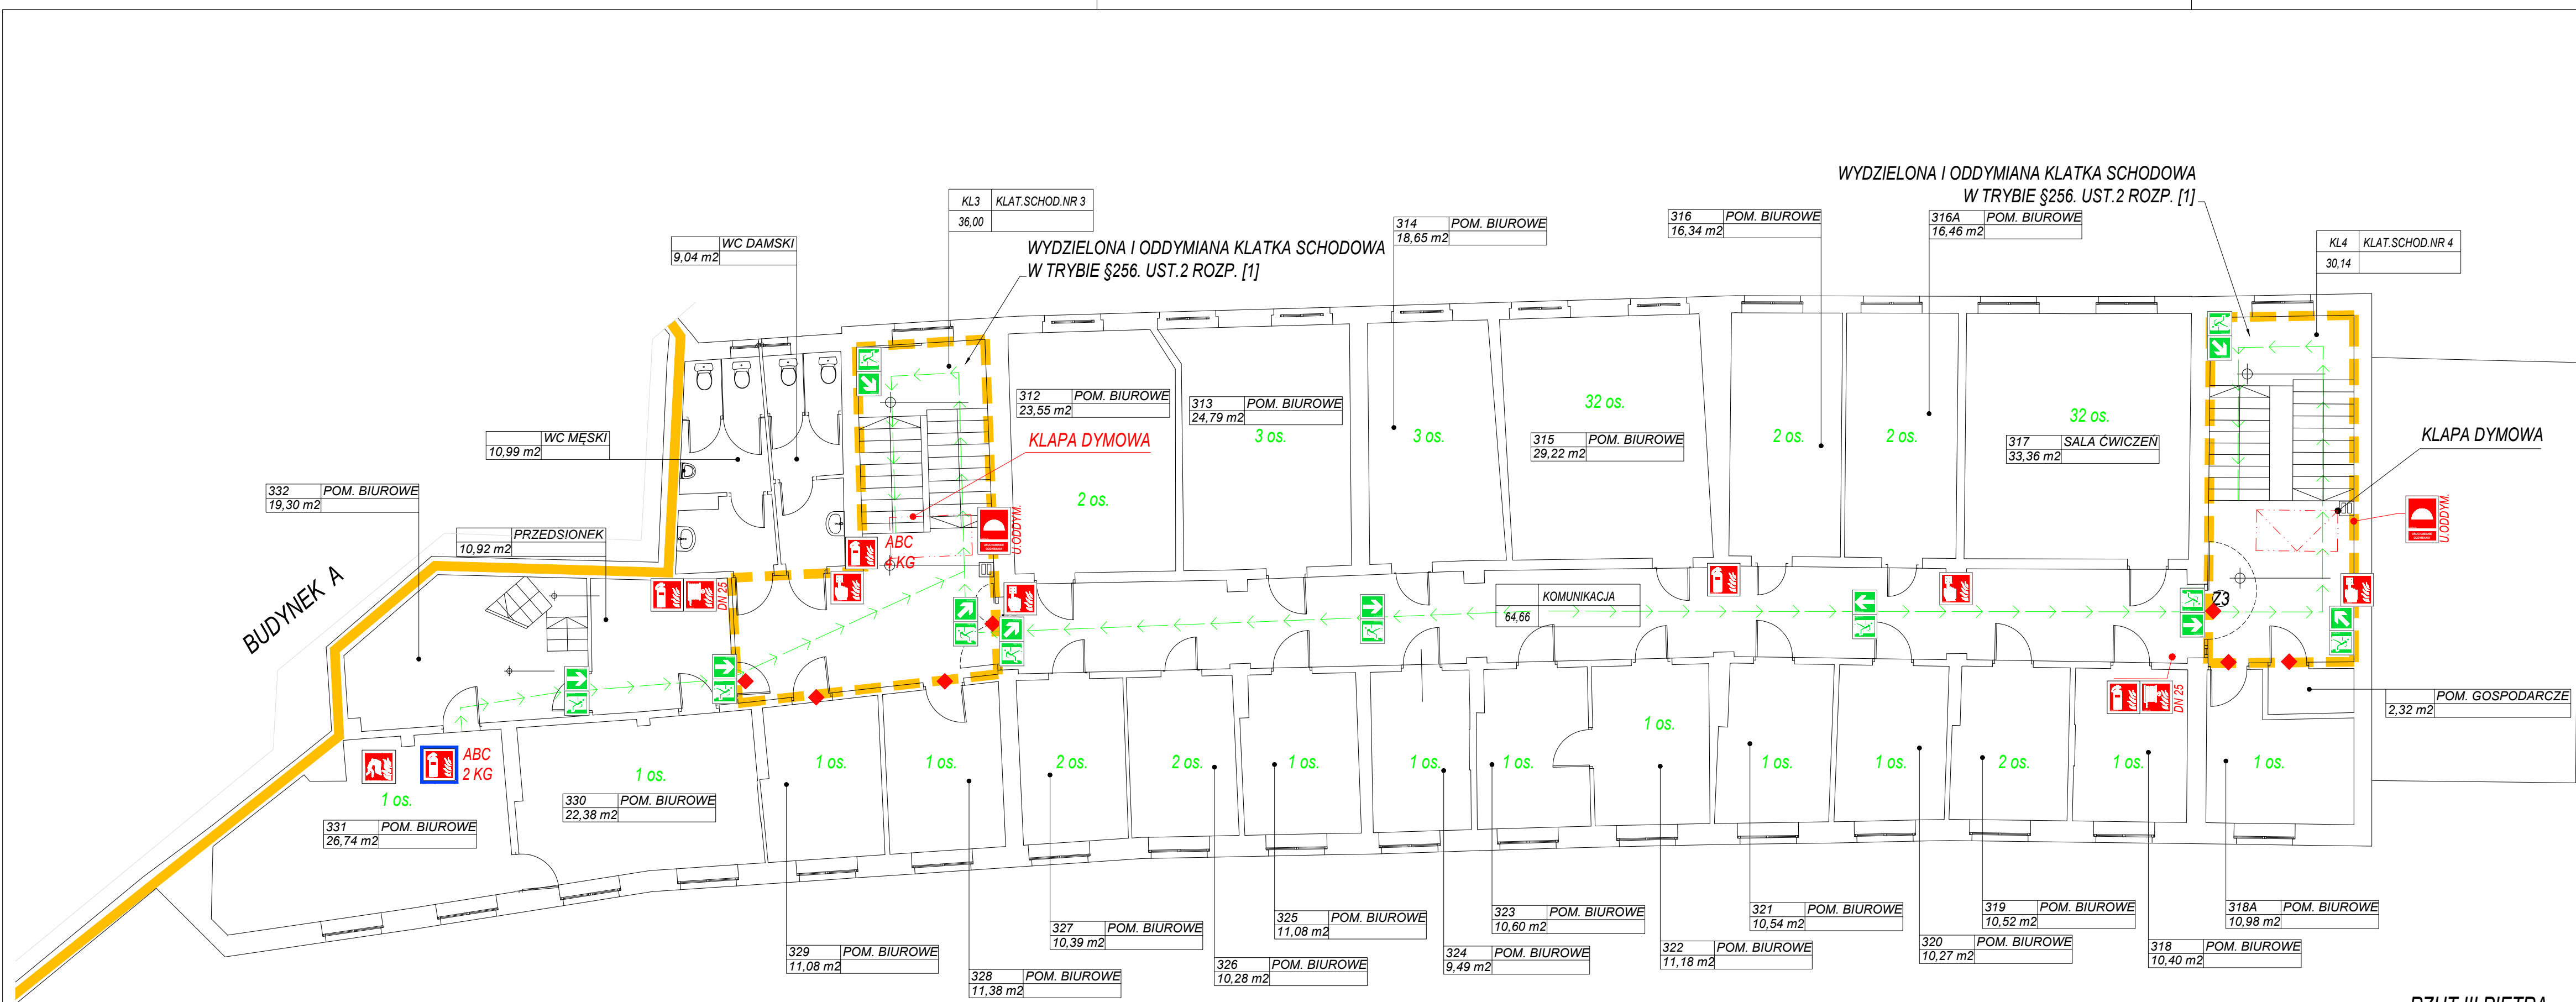 WYDZIELONA I ODDYMIANA KLATKA SCHODOWA
W TRYBIE §256. UST.2 ROZP. [1]
KL3 KLAT.SCHOD.NR 3
36,00
314 POM. BIUROWE
18,65 m2
316 POM. BIUROWE
16,34 m2
316A POM. BIUROWE
16,46 m2
KL4 KLAT.SCHOD.NR 4
30,14
WC DAMSKI
9,04 m2
WYDZIELONA I ODDYMIANA KLATKA SCHODOWA
W TRYBIE §256. UST.2 ROZP. [1]
312 POM. BIUROWE
23,55 m2
313 POM. BIUROWE
24,79 m2
3 os.
3 os.
32 os.
315 POM. BIUROWE
29,22 m2
2 os.
2 os.
32 os.
317 SALA ĆWICZEŃ
33,36 m2
KLAPA DYMOWA
KLAPA DYMOWA
WC MĘSKI
10,99 m2
332 POM. BIUROWE
19,30 m2
2 os.
U.ODDYM.
U.ODDYM.
PRZEDSIONEK
10,92 m2
ABC
KG
BUDYNEK A
DN 25
KOMUNIKACJA
64,66
Z3
DN 25
POM. GOSPODARCZE
2,32 m2
ABC
2 KG
1 os.
331 POM. BIUROWE
26,74 m2
1 os.
330 POM. BIUROWE
22,38 m2
1 os.
1 os.
2 os.
2 os.
1 os.
1 os.
1 os.
1 os.
1 os.
1 os.
2 os.
1 os.
1 os.
329 POM. BIUROWE
11,08 m2
328 POM. BIUROWE
11,38 m2
327 POM. BIUROWE
10,39 m2
326 POM. BIUROWE
10,28 m2
325 POM. BIUROWE
11,08 m2
324 POM. BIUROWE
9,49 m2
323 POM. BIUROWE
10,60 m2
322 POM. BIUROWE
11,18 m2
321 POM. BIUROWE
10,54 m2
320 POM. BIUROWE
10,27 m2
319 POM. BIUROWE
10,52 m2
318 POM. BIUROWE
10,40 m2
318A POM. BIUROWE
10,98 m2
RZUT III PIĘTRA